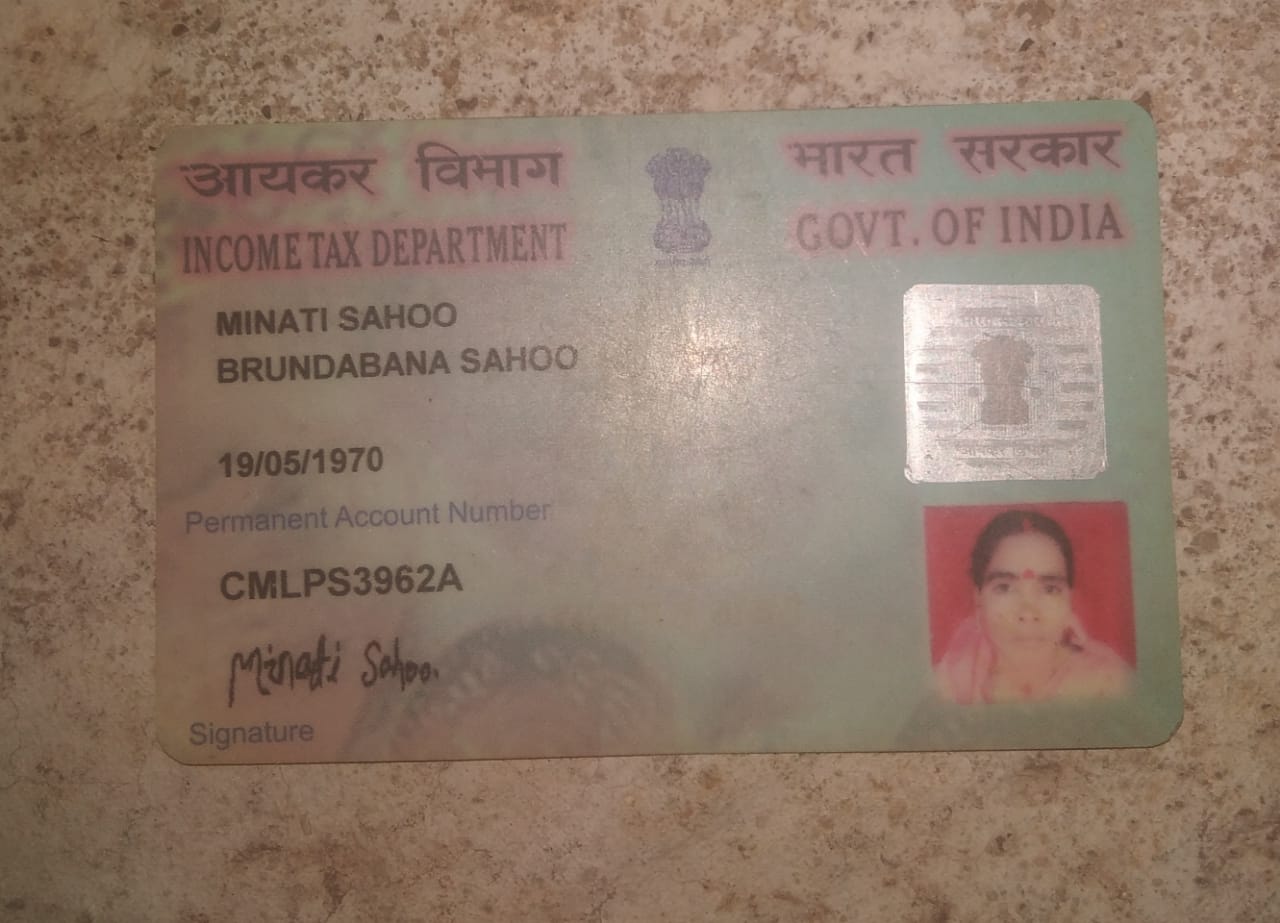 आयकर विभाग
INCOME TAX DEPARTMENT
भारत सरकार
GOVT. OF INDIA
MINATI SAHOO
BRUNDABANA SAHOO
19/05/1970
Permanent Account Number
CMLPS3962A
Minati Sahoo.
Signature